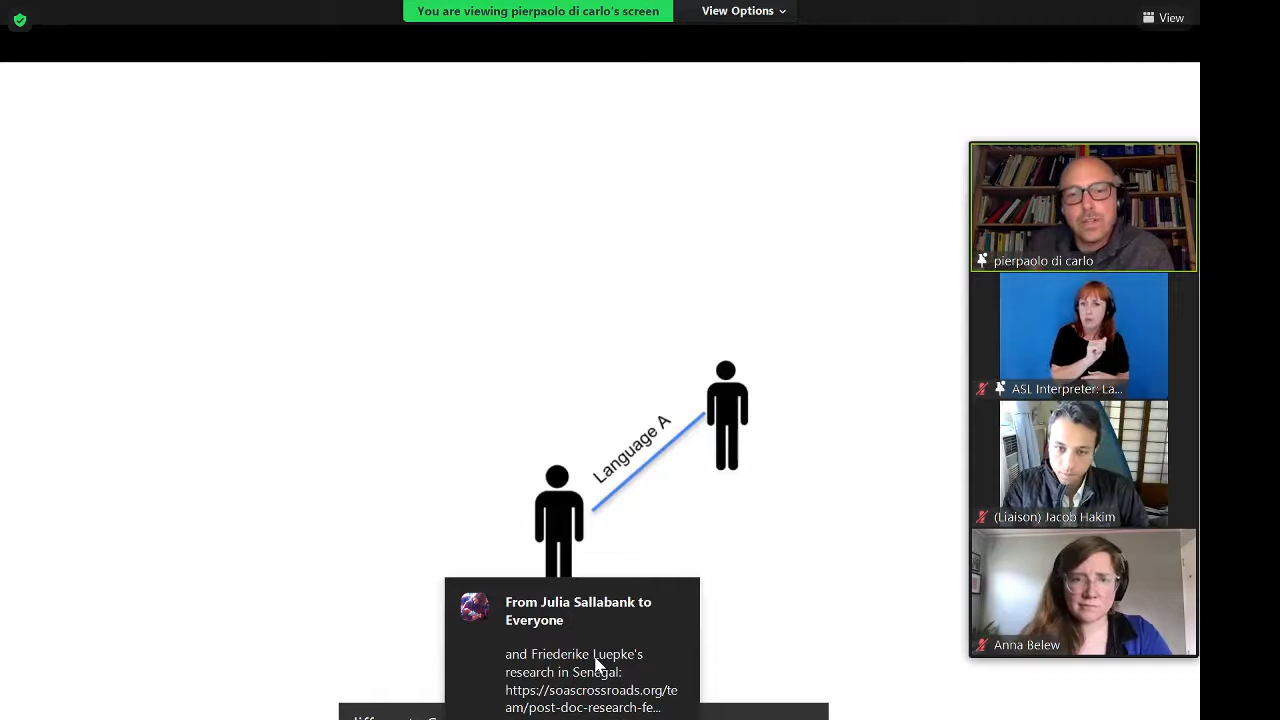 You are viewing pierpaolo di carlo's screen
View Options
View
pierpaolo di carlo
ASL Interpreter: La...
(Liaison) Jacob Hakim
Anna Belew
Language A
From Julia Sallabank to
Everyone
and Friederike Luepke's
research in Senegal:
https://soascrossroads.org/te
am/post-doc-research-fe...